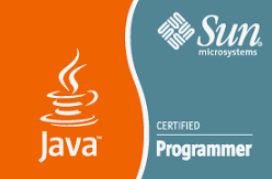 Sun
microsystems
Java™
CERTIFIED
Programmer